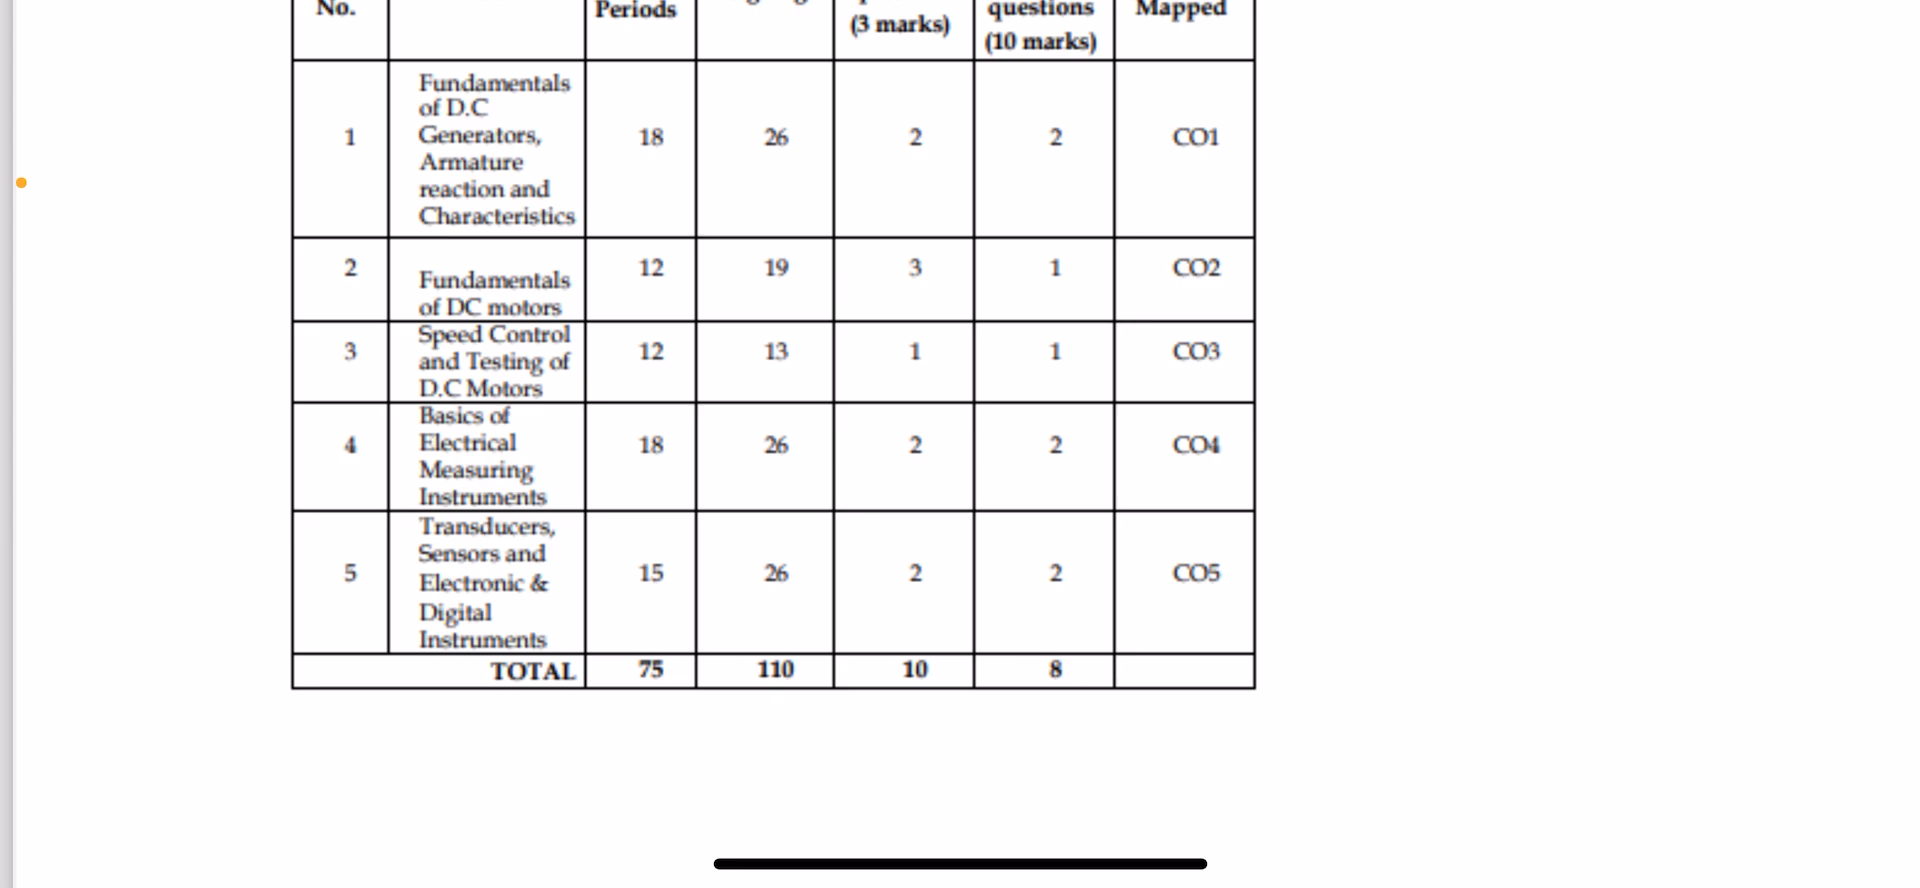 No.
Periods
(3 marks)
questions
(10 marks)
Mapped
1
Fundamentals
of D.C
Generators,
Armature
reaction and
Characteristics
18
26
2
2
CO1
2
Fundamentals
of DC motors
12
19
3
1
CO2
3
Speed Control
and Testing of
D.C Motors
12
13
1
1
CO3
4
Basics of
Electrical
Measuring
Instruments
18
26
2
2
CO4
5
Transducers,
Sensors and
Electronic &
Digital
Instruments
15
26
2
2
CO5
TOTAL
75
110
10
8